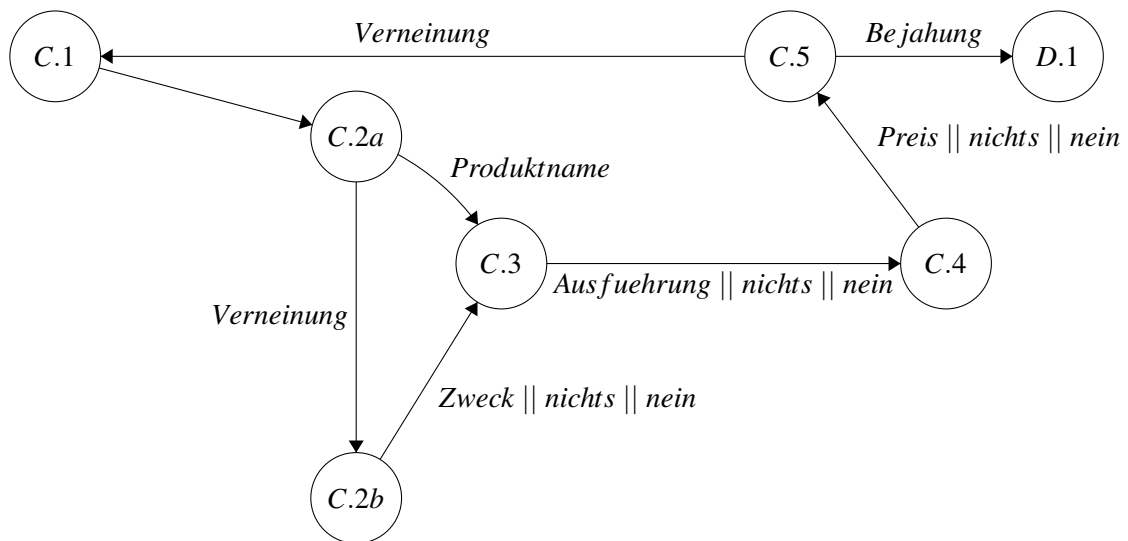 Verneinung
Bejahung
C.1
C.5
D.1
C.2a
Preis || nichts || nein
Produktname
C.3
C.4
Ausfuehrung || nichts || nein
Verneinung
Zweck || nichts || nein
C.2b